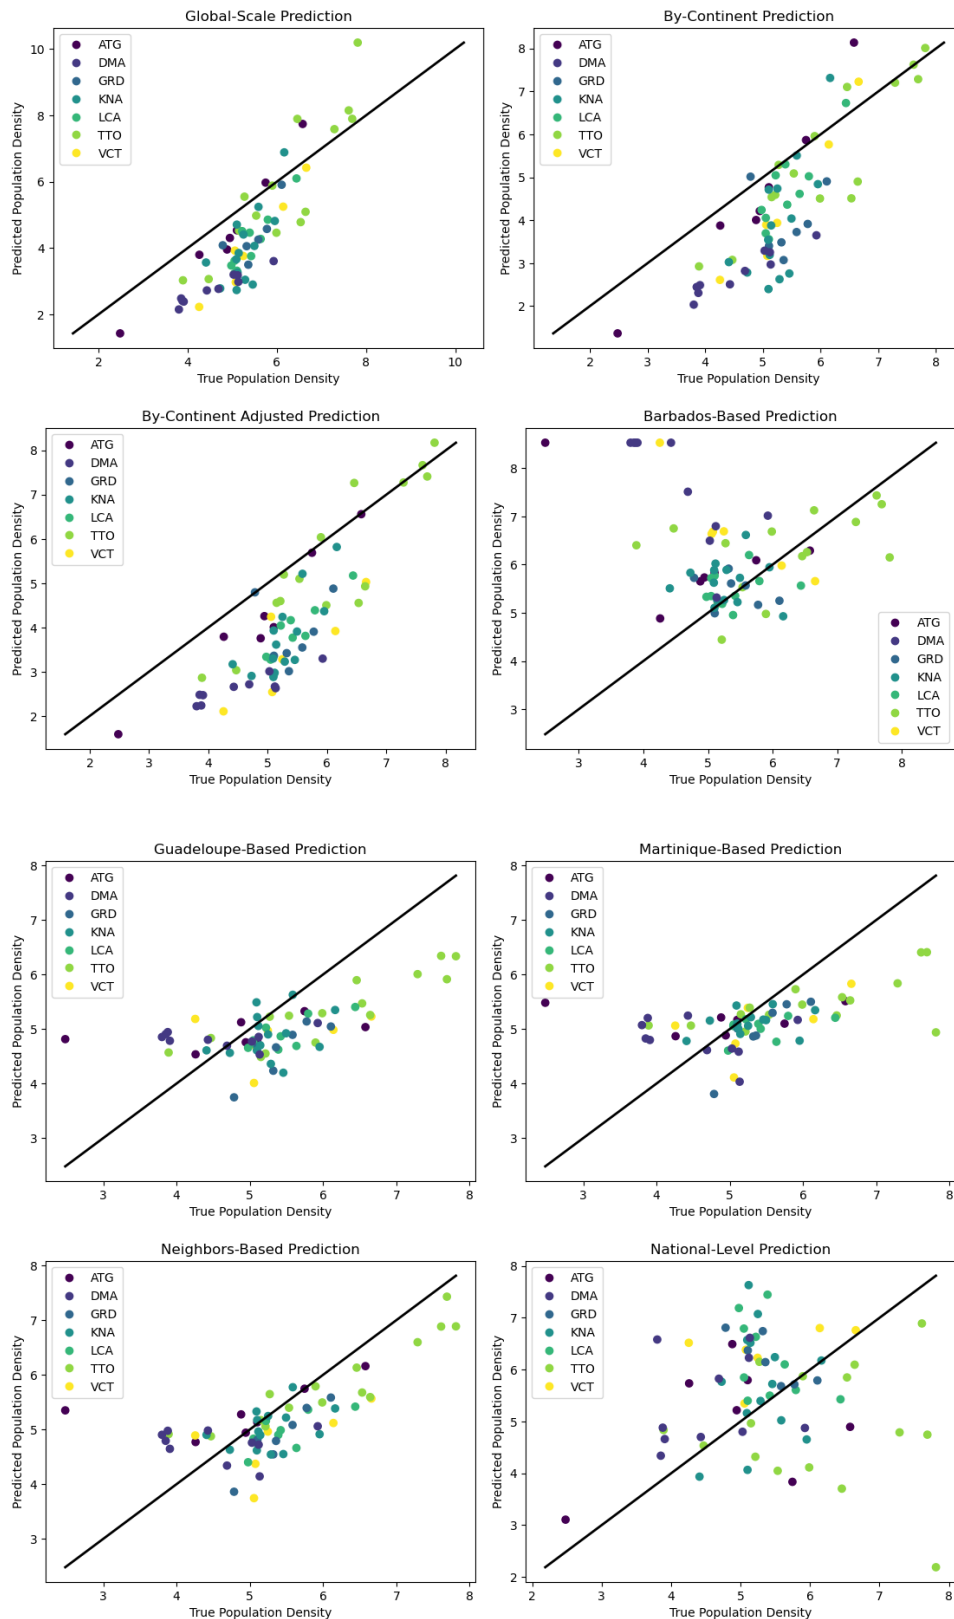 Global-Scale Prediction
Predicted Population Density
10
8
6
4
2
ATG
DMA
GRD
KNA
LCA
TTO
VCT
2 4 6 8 10
True Population Density
By-Continent
Predicted Population Density
8
7
6
5
4
3
2
ATG
DMA
GRD
KNA
LCA
TTO
VCT
2 3 4 5 6 7 8
True Population Density
By-Continent Adjusted Prediction
Predicted Population Density
8
7
6
5
4
3
2
ATG
DMA
GRD
KNA
LCA
TTO
VCT
2 3 4 5 6 7 8
True Population Density
Barbados-Based Prediction
Predicted Population Density
8
7
6
5
4
3
ATG
DMA
GRD
KNA
LCA
TTO
VCT
3 4 5 6 7 8
True Population Density
Guadeloupe-Based Prediction
Predicted Population Density
8
7
6
5
4
3
ATG
DMA
GRD
KNA
LCA
TTO
VCT
3 4 5 6 7 8
True Population Density
Martinique-Based Prediction
Predicted Population Density
8
7
6
5
4
3
ATG
DMA
GRD
KNA
LCA
TTO
VCT
3 4 5 6 7 8
True Population Density
Neighbors-Based Prediction
Predicted Population Density
8
7
6
5
4
3
ATG
DMA
GRD
KNA
LCA
TTO
VCT
3 4 5 6 7 8
True Population Density
National-Level Prediction
Predicted Population Density
8
7
6
5
4
3
2
ATG
DMA
GRD
KNA
LCA
TTO
VCT
2 3 4 5 6 7 8
True Population Density